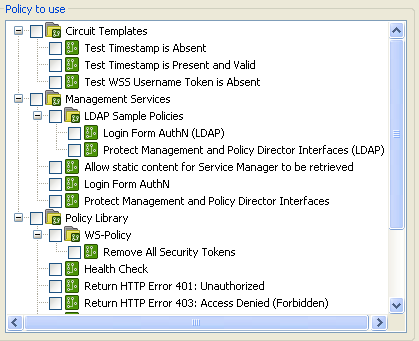 Policy to use
Circuit Templates
Test Timestamp is Absent
Test Timestamp is Present and Valid
Test WSS Username Token is Absent
Management Services
LDAP Sample Policies
Login Form AuthN (LDAP)
Protect Management and Policy Director Interfaces (LDAP)
Allow static content for Service Manager to be retrieved
Login Form AuthN
Protect Management and Policy Director Interfaces
Policy Library
WS-Policy
Remove All Security Tokens
Health Check
Return HTTP Error 401: Unauthorized
Return HTTP Error 403: Access Denied (Forbidden)